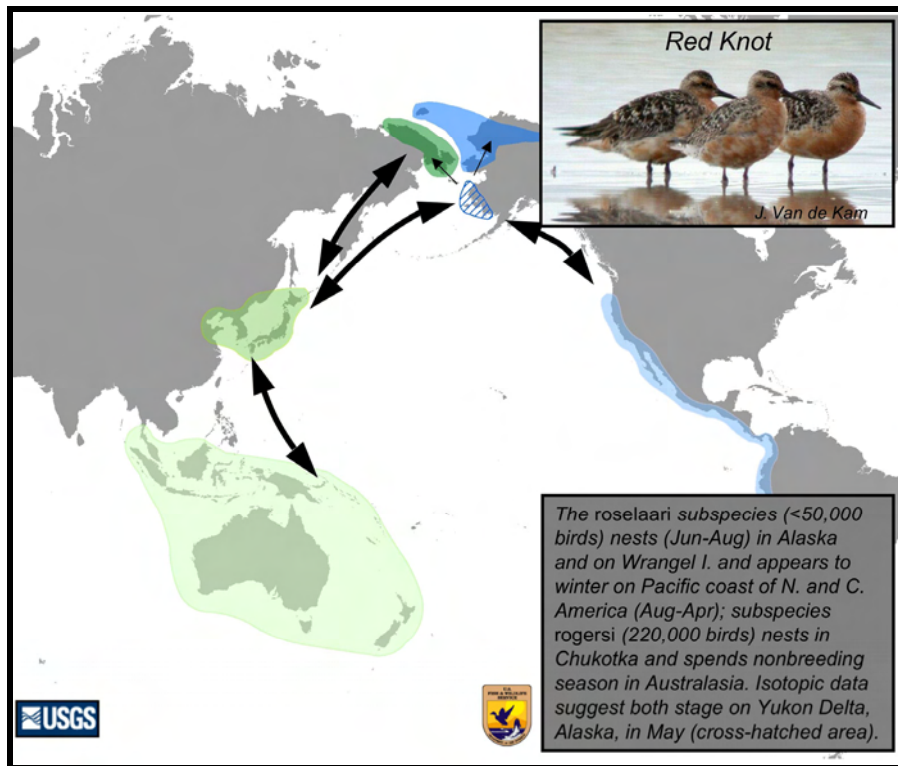 Red Knot
J. Van de Kam
The roselaari subspecies (<50,000
birds) nests (Jun-Aug) in Alaska
and on Wrangel I. and appears to
winter on Pacific coast of N. and C.
America (Aug-Apr); subspecies
rogersi (220,000 birds) nests in
Chukotka and spends nonbreeding
season in Australasia. Isotopic data
suggest both stage on Yukon Delta,
Alaska, in May (cross-hatched area).
USGS
U.S.
FISH & WILDLIFE
SERVICE